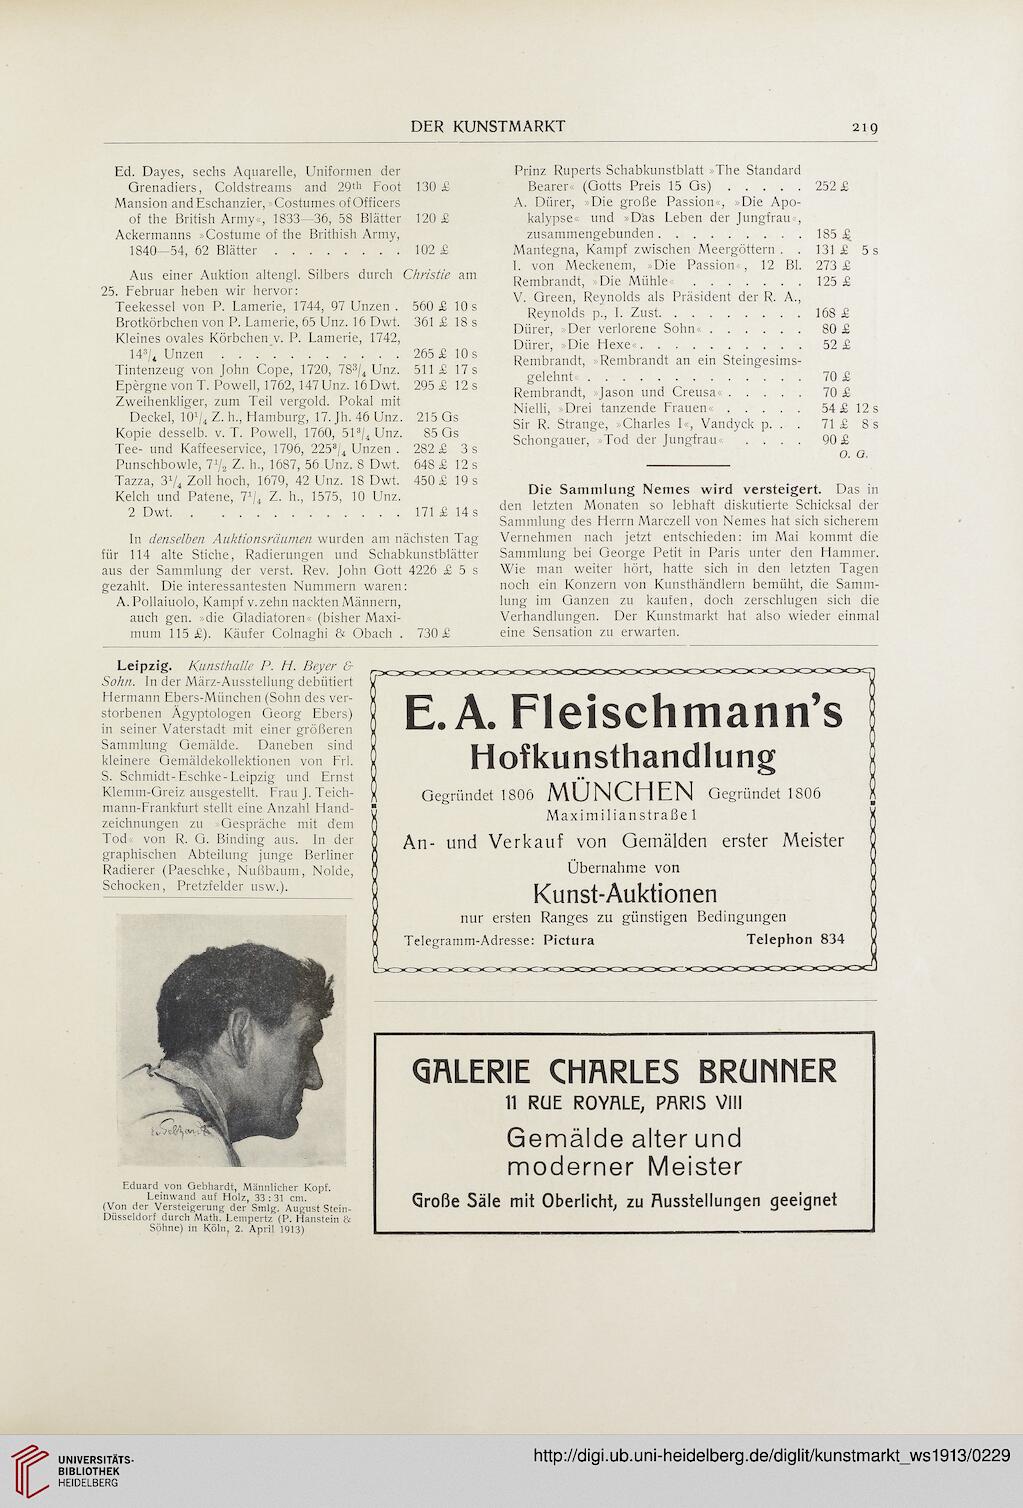 DER KUNSTMARKT 219
Ed. Dayes, sechs Aquarelle, Uniformen der
Grenadiers, Coldstreams and 29th Foot 130 £
Mansion and Eschanzier, »Costumes of Officers
of the British Army«, 1833—36, 58 Blätter 120 £
Ackermanns »Costume of the Brithish Army,
1840—54, 62 Blätter . . . . . . . . 102 £
Aus einer Auktion altengl. Silbers durch Christie am
25. Februar heben wir hervor:
Teekessel von P. Lamerie, 1744, 97 Unzen . 560 £ 10 s
Brotkörbchen von P. Lamerie, 65 Unz. 16 Dwt. 361 £ 18 s
Kleines ovales Körbchen v. P. Lamerie, 1742,
14³/₄ Unzen . . . . . . . . . . . 265 £ 10 s
Tintenzeug von John Cope, 1720, 78³/₄ Unz. 511 £ 17 s
Epèrgne von T. Powell, 1762, 147 Unz. 16 Dwt. 295 £ 12 s
Zweihenkliger, zum Teil vergold. Pokal mit
Deckel, 10¹/₄ Z. h., Hamburg, 17. Jh. 46 Unz. 215 Gs
Kopie desselb. v. T. Powell, 1760, 51³/₄ Unz. 85 Gs
Tee- und Kaffeeservice, 1796, 225³/₄ Unzen . 282 £ 3 s
Punschbowle, 7¹/₂ Z. h., 1687, 56 Unz. 8 Dwt. 648 £ 12 s
Tazza, 3¹/₄ Zoll hoch, 1679, 42 Unz. 18 Dwt. 450 £ 19 s
Kelch und Patene, 7¹/₄ Z. h., 1575, 10 Unz.
2 Dwt. . . . . . . . . . . . . . 171 £ 14 s
In denselben Auktionsräumen wurden am nächsten Tag
für 114 alte Stiche, Radierungen und Schabkunstblätter
aus der Sammlung der verst. Rev. John Gott 4226 £ 5 s
gezahlt. Die interessantesten Nummern waren:
A. Pollaiuolo, Kampf v. zehn nackten Männern,
auch gen. »die Gladiatoren« (bisher Maxi-
mum 115 £). Käufer Colnaghi & Obach . 730 £
Prinz Ruperts Schabkunstblatt »The Standard
Bearer« (Gotts Preis 15 Gs) . . . . . 252 £
A. Dürer, »Die große Passion«, »Die Apo-
kalypse« und »Das Leben der Jungfrau«,
zusammengebunden . . . . . . . . . 185 £
Mantegna, Kampf zwischen Meergöttern . . 131 £ 5 s
I. von Meckenem, »Die Passion«, 12 Bl. 273 £
Rembrandt, »Die Mühle« . . . . . . . 125 £
V. Green, Reynolds als Präsident der R. A.,
Reynolds p., I. Zust. . . . . . . . . 168 £
Dürer, »Der verlorene Sohn« . . . . . . 80 £
Dürer, »Die Hexe« . . . . . . . . . . 52 £
Rembrandt, »Rembrandt an ein Steingesims-
gelehnt« . . . . . . . . . . . . . 70 £
Rembrandt, »Jason und Creusa« . . . . . 70 £
Nielli, »Drei tanzende Frauen« . . . . . 54 £ 12 s
Sir R. Strange, »Charles I«, Vandyck p. . . 71 £ 8 s
Schongauer, »Tod der Jungfrau« . . . . 90 £
O. G.
Die Sammlung Nemes wird versteigert. Das in
den letzten Monaten so lebhaft diskutierte Schicksal der
Sammlung des Herrn Marczell von Nemes hat sich sicherem
Vernehmen nach jetzt entschieden: im Mai kommt die
Sammlung bei George Petit in Paris unter den Hammer.
Wie man weiter hört, hatte sich in den letzten Tagen
noch ein Konzern von Kunsthändlern bemüht, die Samm-
lung im Ganzen zu kaufen, doch zerschlugen sich die
Verhandlungen. Der Kunstmarkt hat also wieder einmal
eine Sensation zu erwarten.
Leipzig. Kunsthalle P. H. Beyer &
Sohn. In der März-Ausstellung debütiert
Hermann Ebers-München (Sohn des ver-
storbenen Ägyptologen Georg Ebers)
in seiner Vaterstadt mit einer größeren
Sammlung Gemälde. Daneben sind
kleinere Gemäldekollektionen von Frl.
S. Schmidt-Eschke-Leipzig und Ernst
Klemm-Greiz ausgestellt. Frau J. Teich-
mann-Frankfurt stellt eine Anzahl Hand-
zeichnungen zu »Gespräche mit dem
Tod« von R. G. Binding aus. In der
graphischen Abteilung junge Berliner
Radierer (Paeschke, Nußbaum, Nolde,
Schocken, Pretzfelder usw.).
E. v. Gebhardt
Eduard von Gebhardt, Männlicher Kopf.
Leinwand auf Holz, 33 : 31 cm.
(Von der Versteigerung der Smlg. August Stein-
Düsseldorf durch Math. Lempertz (P. Hanstein &
Söhne) in Köln, 2. April 1913)
E. A. Fleischmann's
Hofkunsthandlung
Gegründet 1806 MÜNCHEN Gegründet 1806
Maximilianstraße 1
An- und Verkauf von Gemälden erster Meister
Übernahme von
Kunst-Auktionen
nur ersten Ranges zu günstigen Bedingungen
Telegramm-Adresse: Pictura Telephon 834
GALERIE CHARLES BRUNNER
11 RUE ROYALE, PARIS VIII
Gemälde alter und
moderner Meister
Große Säle mit Oberlicht, zu Ausstellungen geeignet
UNIVERSITÄTS-
BIBLIOTHEK
HEIDELBERG
http://digi.ub.uni-heidelberg.de/diglit/kunstmarkt_ws1913/0229